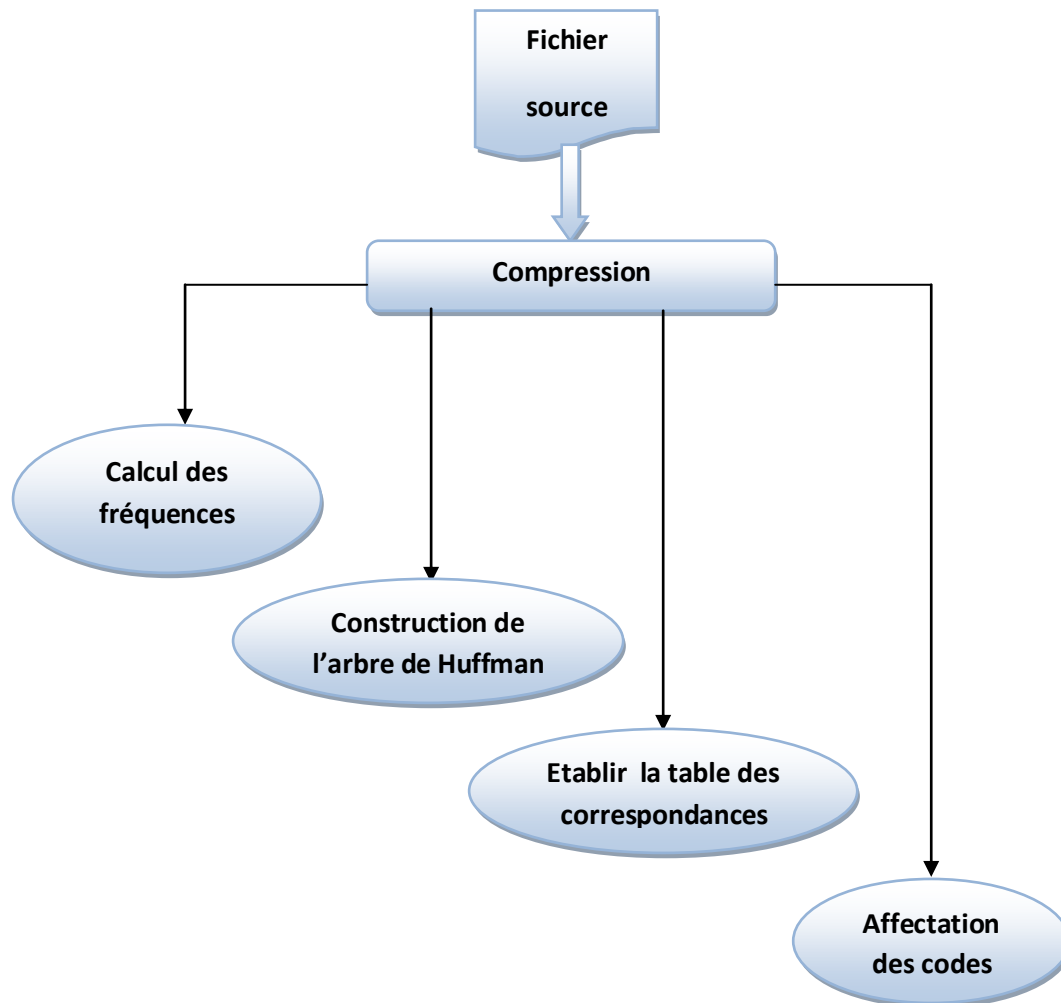 Fichier
source
Compression
Calcul des
fréquences
Construction de
l’arbre de Huffman
Etablir  la table des
correspondances
Affectation
des codes